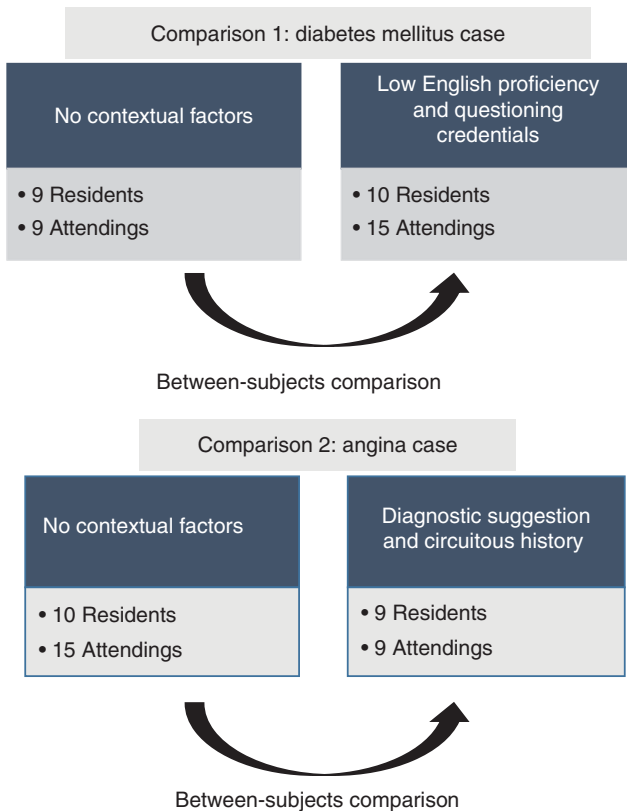 Comparison 1: diabetes mellitus case
No contextual factors
Low English proficiency
and questioning
credentials
• 9 Residents
• 9 Attendings
• 10 Residents
• 15 Attendings
Between-subjects comparison
Comparison 2: angina case
No contextual factors
Diagnostic suggestion
and circuitous history
• 10 Residents
• 15 Attendings
• 9 Residents
• 9 Attendings
Between-subjects comparison